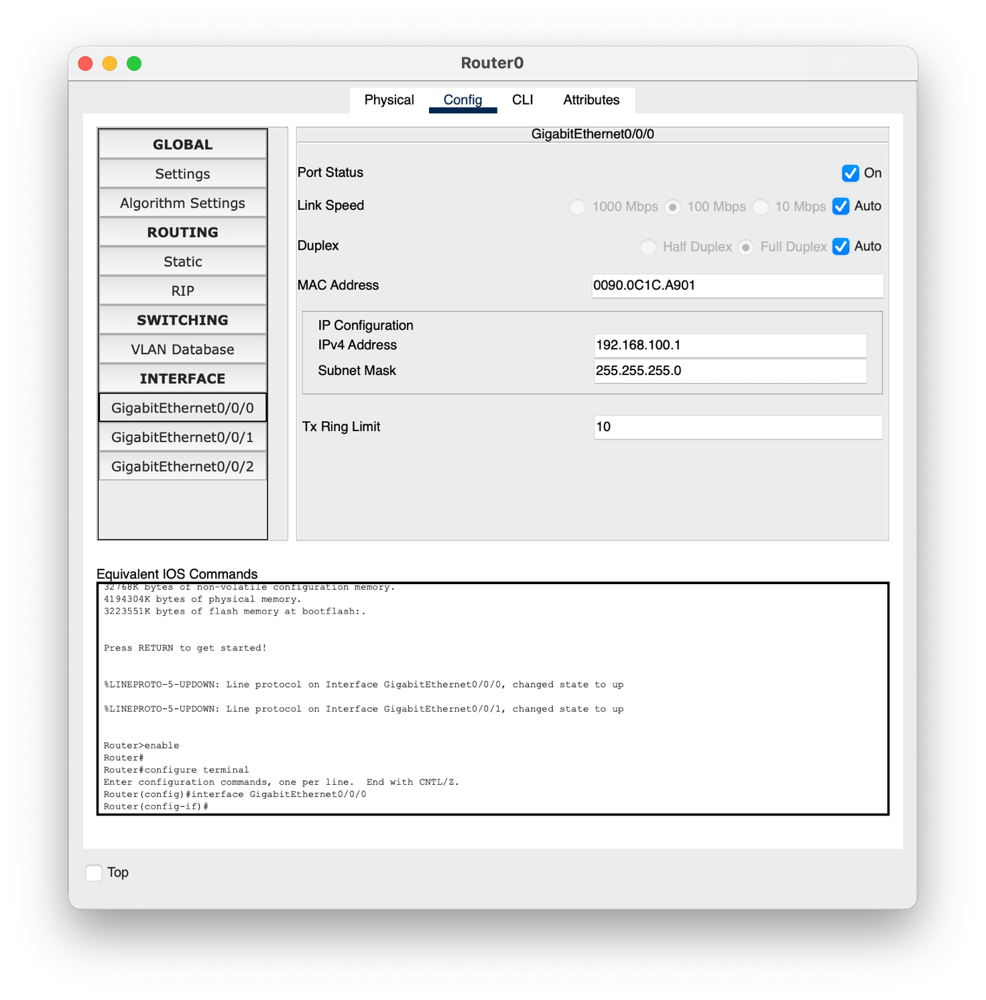 Router0
Physical Config CLI Attributes
GLOBAL
Settings
Algorithm Settings
ROUTING
Static
RIP
SWITCHING
VLAN Database
INTERFACE
GigabitEthernet0/0/0
GigabitEthernet0/0/1
GigabitEthernet0/0/2
GigabitEthernet0/0/0
Port Status On
Link Speed 1000 Mbps 100 Mbps 10 Mbps Auto
Duplex Half Duplex Full Duplex Auto
MAC Address 0090.0C1C.A901
IP Configuration
IPv4 Address 192.168.100.1
Subnet Mask 255.255.255.0
Tx Ring Limit 10
Equivalent IOS Commands
32768K bytes of non-volatile configuration memory.
4194304K bytes of physical memory.
3223551K bytes of flash memory at bootflash:.
Press RETURN to get started!
%LINEPROTO-5-UPDOWN: Line protocol on Interface GigabitEthernet0/0/0, changed state to up
%LINEPROTO-5-UPDOWN: Line protocol on Interface GigabitEthernet0/0/1, changed state to up
Router>enable
Router#
Router#configure terminal
Enter configuration commands, one per line.  End with CNTL/Z.
Router(config)#interface GigabitEthernet0/0/0
Router(config-if)#
Top